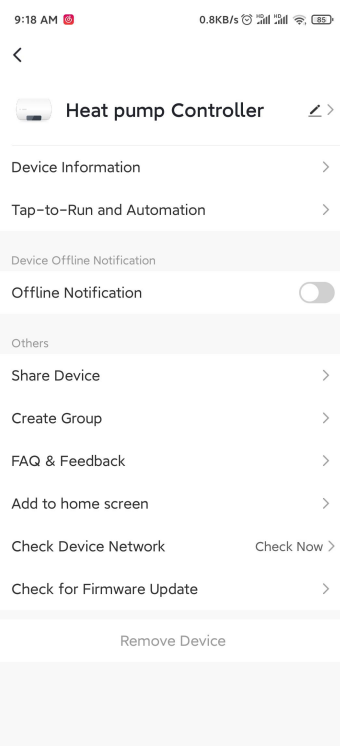 9:18 AM 0.8KB/s HD HD 85
Heat pump Controller
Device Information
Tap-to-Run and Automation
Device Offline Notification
Offline Notification
Others
Share Device
Create Group
FAQ & Feedback
Add to home screen
Check Device Network Check Now
Check for Firmware Update
Remove Device